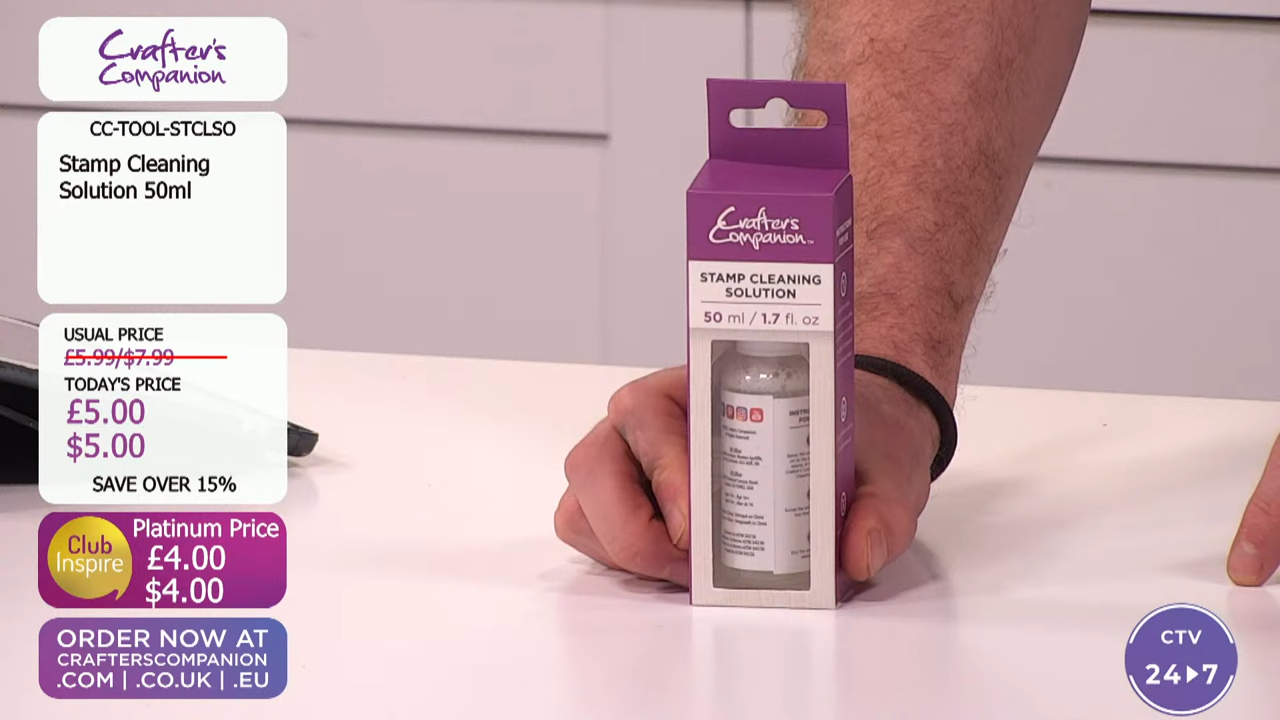 Crafter's
Companion
CC-TOOL-STCLSO
Stamp Cleaning
Solution 50ml
USUAL PRICE
£5.99/$7.99
TODAY'S PRICE
£5.00
$5.00
SAVE OVER 15%
Club
Inspire
Platinum Price
£4.00
$4.00
ORDER NOW AT
CRAFTERSCOMPANION
.COM | .CO.UK | .EU
Crafter's
Companion™
STAMP CLEANING
SOLUTION
50 ml / 1.7 fl. oz
CTV
24▶7